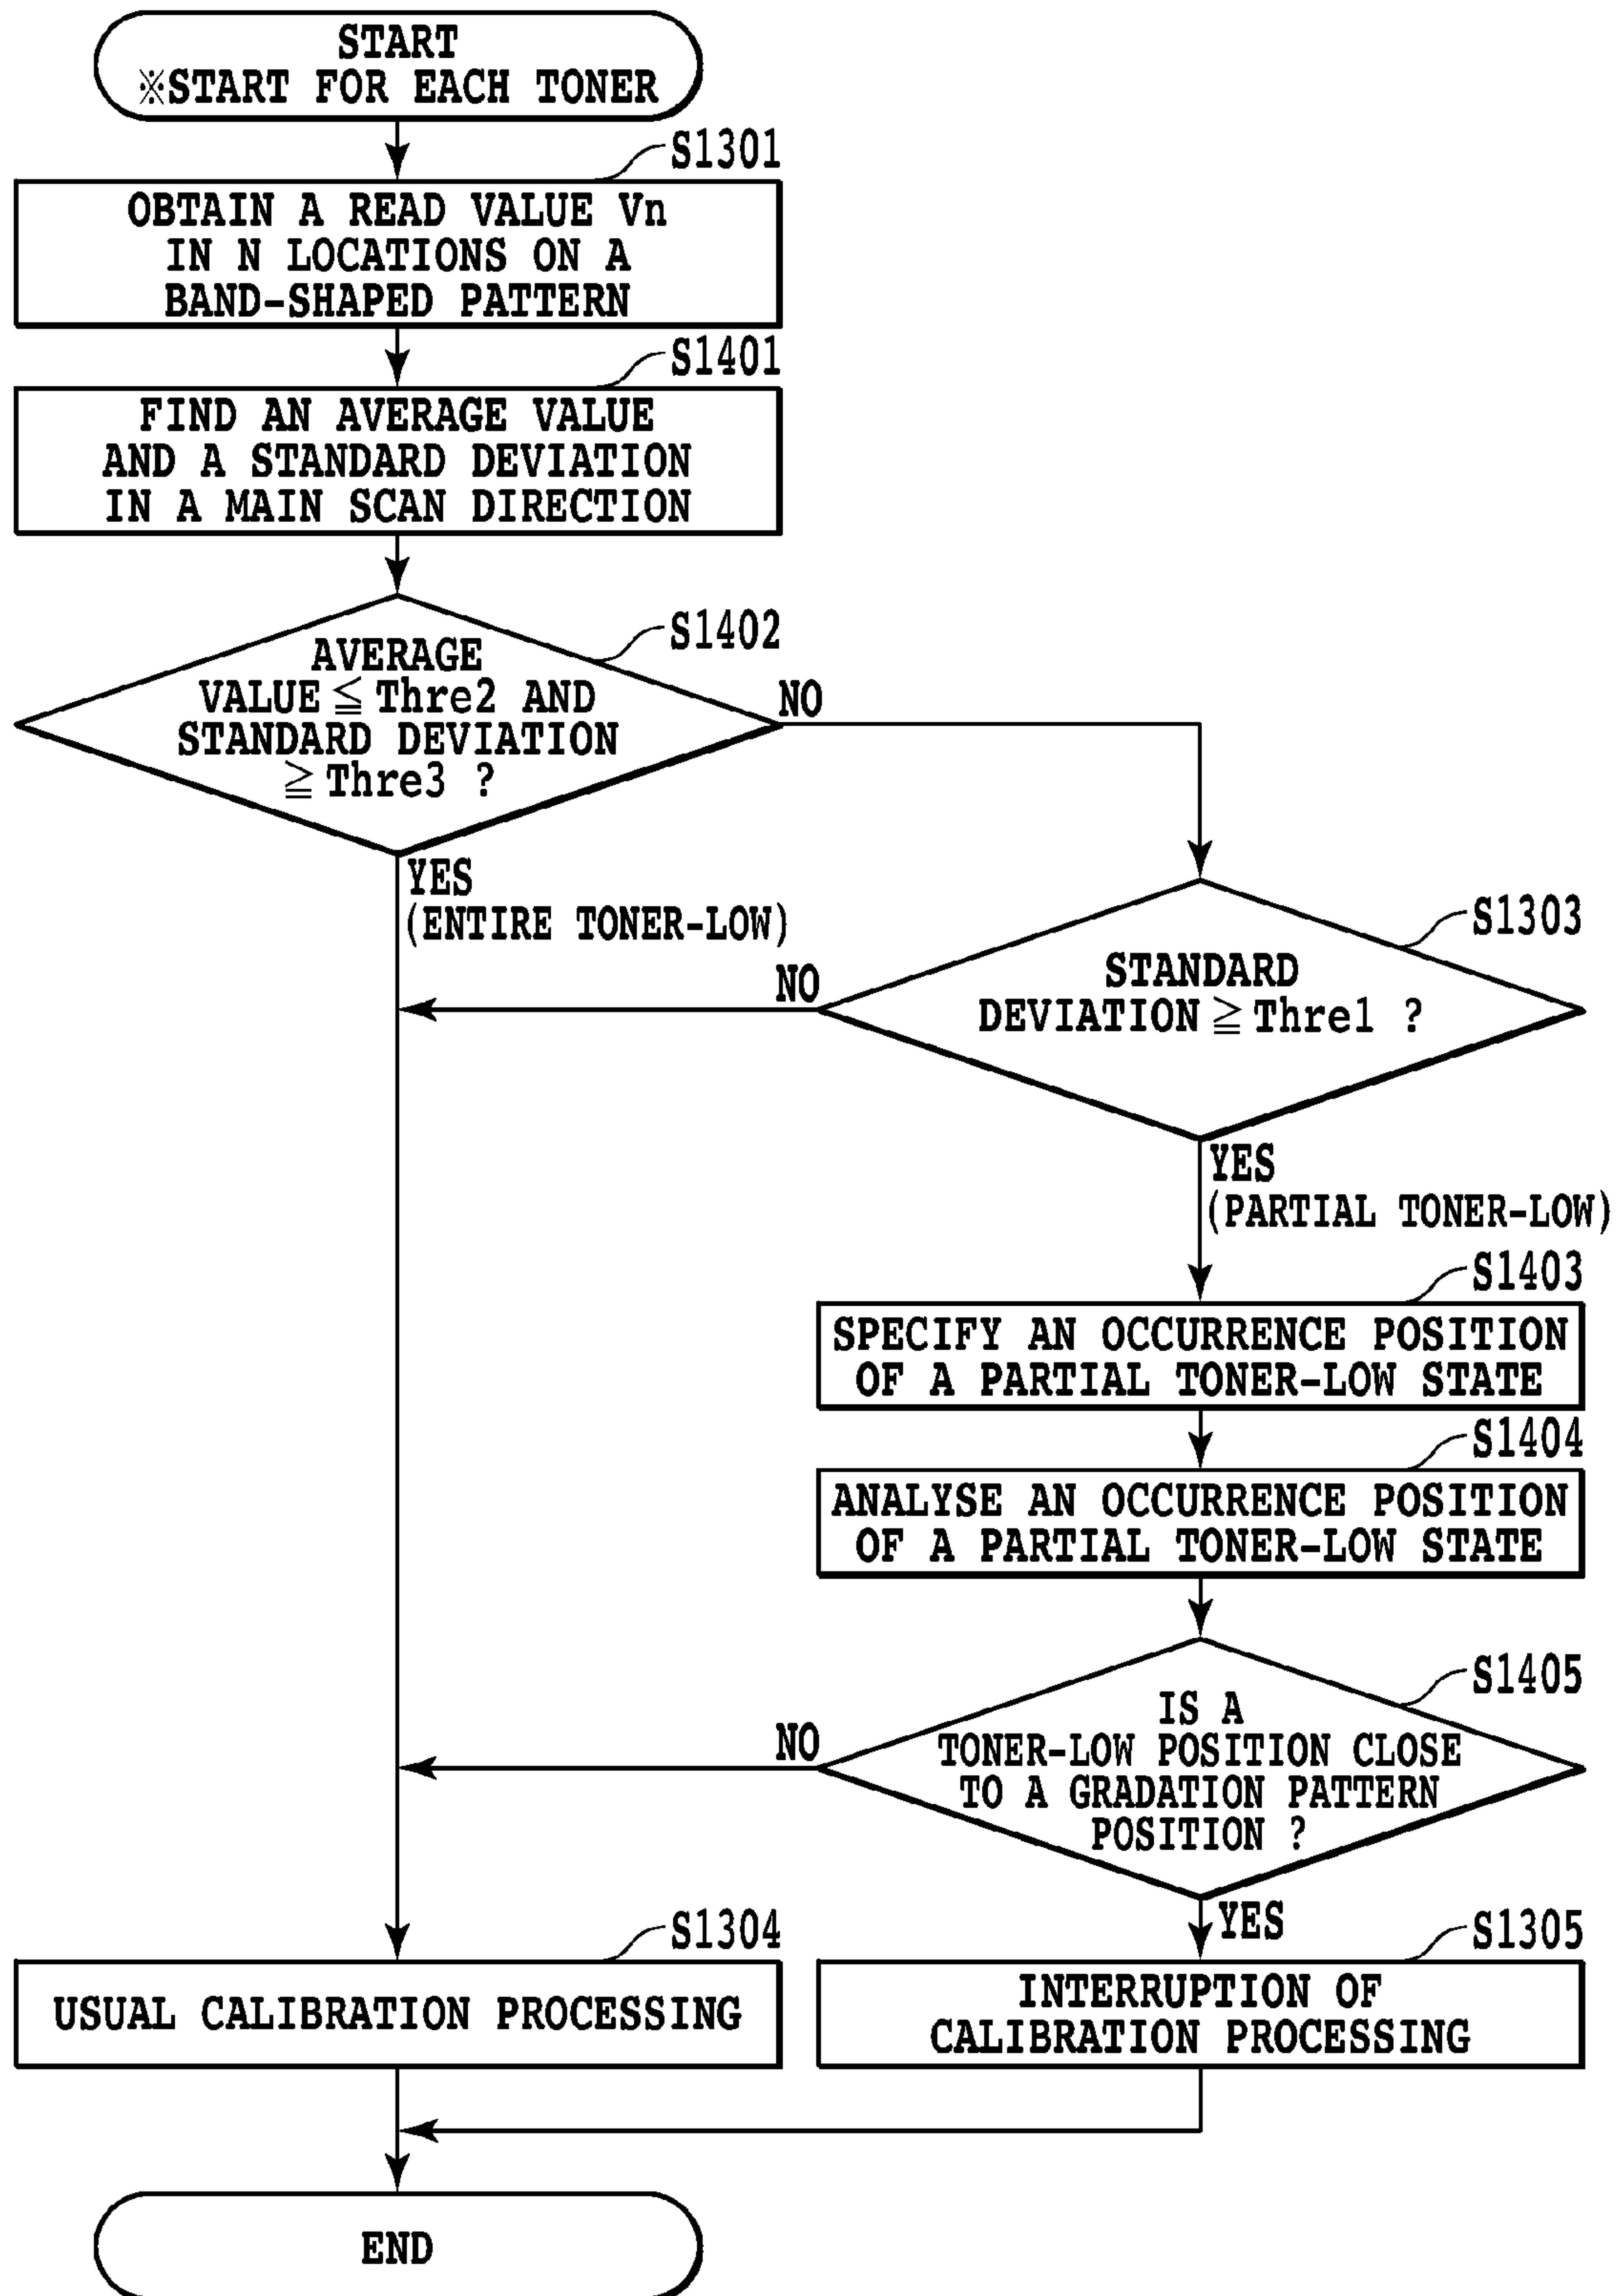 START
※START FOR EACH TONER
S1301
OBTAIN A READ VALUE Vn
IN N LOCATIONS ON A
BAND-SHAPED PATTERN
S1401
FIND AN AVERAGE VALUE
AND A STANDARD DEVIATION
IN A MAIN SCAN DIRECTION
S1402
AVERAGE
VALUE ≦ Thre2 AND
STANDARD DEVIATION
≧ Thre3 ?
NO
YES
(ENTIRE TONER-LOW)
S1303
STANDARD
DEVIATION ≧ Thre1 ?
NO
YES
(PARTIAL TONER-LOW)
S1403
SPECIFY AN OCCURRENCE POSITION
OF A PARTIAL TONER-LOW STATE
S1404
ANALYSE AN OCCURRENCE POSITION
OF A PARTIAL TONER-LOW STATE
S1405
IS A
TONER-LOW POSITION CLOSE
TO A GRADATION PATTERN
POSITION ?
NO
YES
S1304
USUAL CALIBRATION PROCESSING
S1305
INTERRUPTION OF
CALIBRATION PROCESSING
END